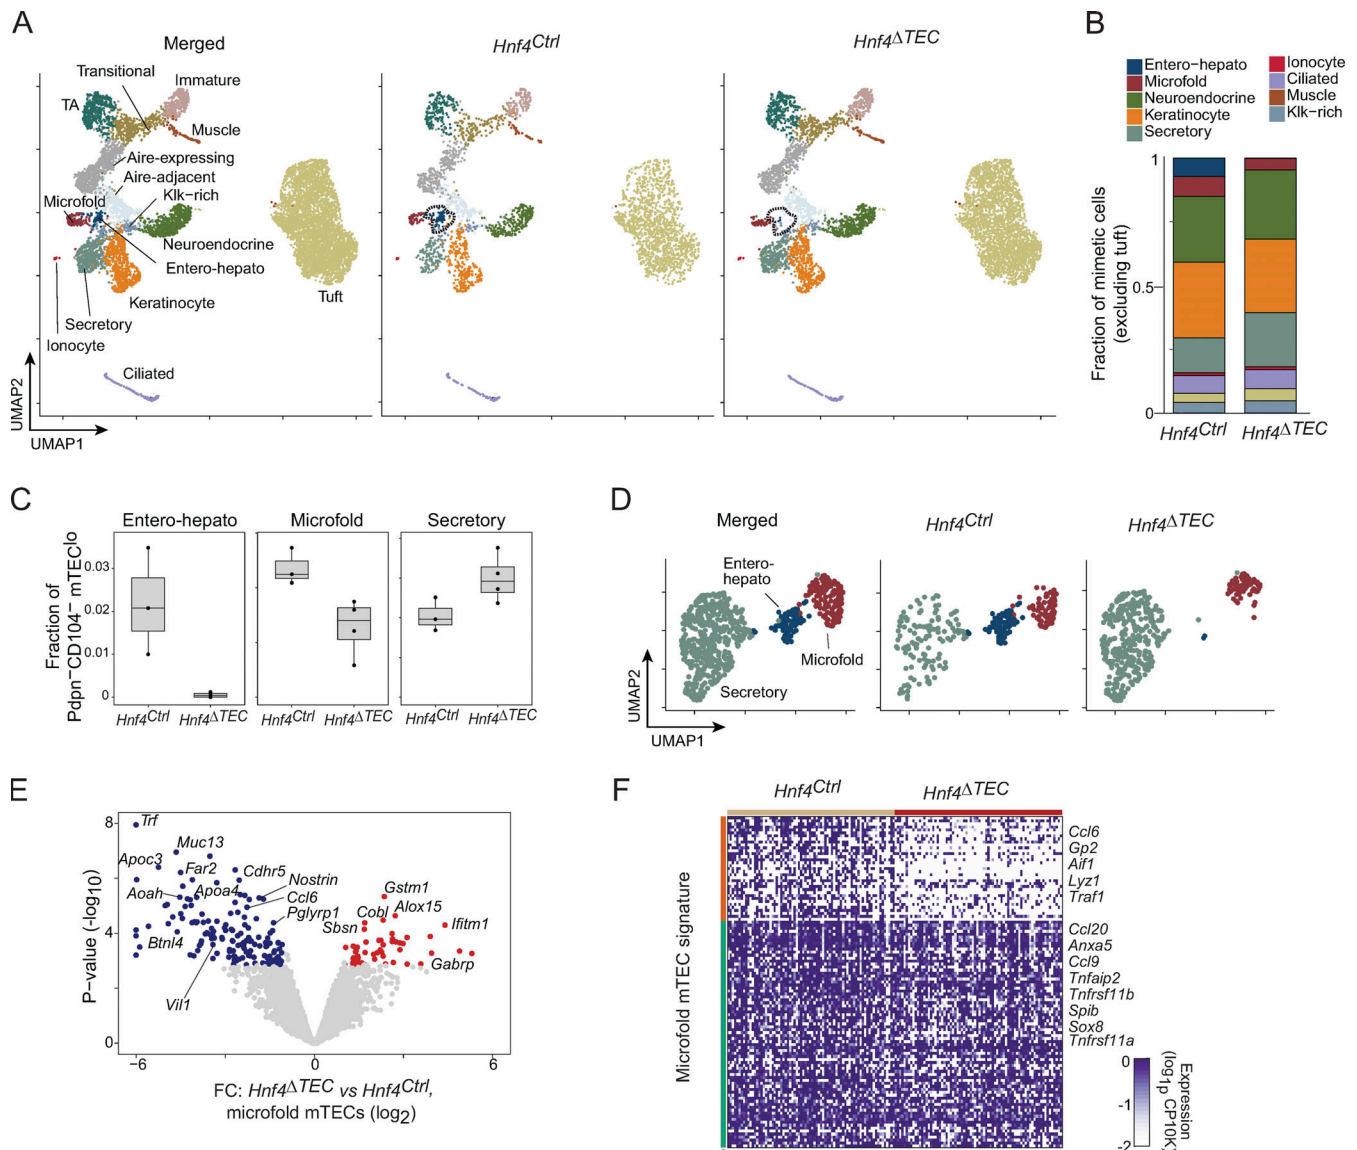 A
Merged
Hnf4Ctrl
Hnf4ΔTEC
Transitional
Immature
TA
Muscle
Aire-expressing
Aire-adjacent
Microfold
Klk−rich
Neuroendocrine
Entero-hepato
Keratinocyte
Tuft
Secretory
Ionocyte
Ciliated
UMAP2
UMAP1
B
Entero−hepato
Microfold
Neuroendocrine
Keratinocyte
Secretory
Ionocyte
Ciliated
Muscle
Klk−rich
Fraction of mimetic cells
(excluding tuft)
1
0.5
0
Hnf4Ctrl
Hnf4ΔTEC
C
Entero-hepato
Microfold
Secretory
Fraction of
Pdpn−CD104− mTEClo
0.03
0.02
0.01
0
Hnf4Ctrl
Hnf4ΔTEC
Hnf4Ctrl
Hnf4ΔTEC
Hnf4Ctrl
Hnf4ΔTEC
D
Merged
Hnf4Ctrl
Hnf4ΔTEC
Entero-
hepato
Microfold
Secretory
UMAP2
UMAP1
E
P−value (-log10)
8
4
0
Trf
Muc13
Apoc3
Far2
Cdhr5
Aoah
Apoa4
Nostrin
Ccl6
Pglyrp1
Btnl4
Vil1
Gstm1
Cobl
Alox15
Sbsn
Ifitm1
Gabrp
−6
0
6
FC: Hnf4ΔTEC vs Hnf4Ctrl,
microfold mTECs (log2)
F
Hnf4Ctrl
Hnf4ΔTEC
Microfold mTEC signature
Ccl6
Gp2
Aif1
Lyz1
Traf1
Ccl20
Anxa5
Ccl9
Tnfaip2
Tnfrsf11b
Spib
Sox8
Tnfrsf11a
0
-1
-2
Expression
(log1p CP10K)